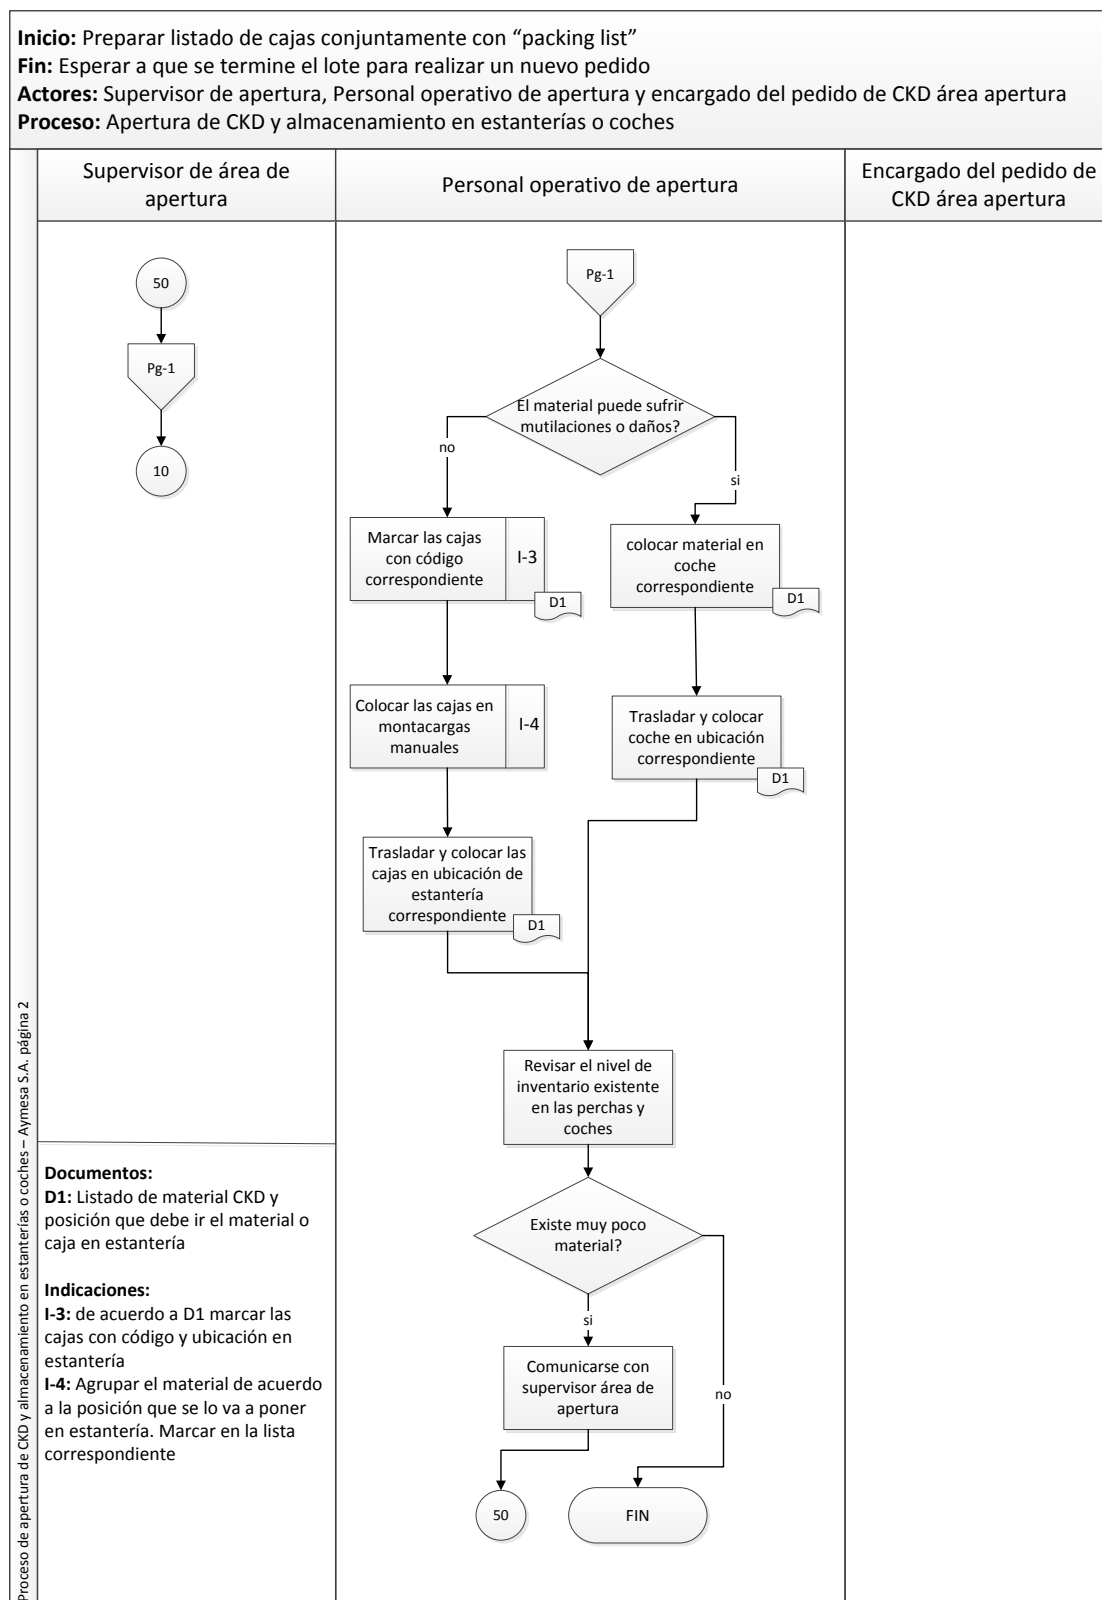 Inicio: Preparar listado de cajas conjuntamente con “packing list”
Fin: Esperar a que se termine el lote para realizar un nuevo pedido
Actores: Supervisor de apertura, Personal operativo de apertura y encargado del pedido de CKD área apertura
Proceso: Apertura de CKD y almacenamiento en estanterías o coches
Supervisor de área de
apertura
Personal operativo de apertura
Encargado del pedido de
CKD área apertura
50
Pg-1
10
Pg-1
El material puede sufrir
mutilaciones o daños?
no
si
Marcar las cajas
con código
correspondiente
I-3
D1
colocar material en
coche
correspondiente
D1
Colocar las cajas en
montacargas
manuales
I-4
Trasladar y colocar
coche en ubicación
correspondiente
D1
Trasladar y colocar las
cajas en ubicación de
estantería
correspondiente
D1
Revisar el nivel de
inventario existente
en las perchas y
coches
Existe muy poco
material?
si
no
Comunicarse con
supervisor área de
apertura
50
FIN
Documentos:
D1: Listado de material CKD y
posición que debe ir el material o
caja en estantería
Indicaciones:
I-3: de acuerdo a D1 marcar las
cajas con código y ubicación en
estantería
I-4: Agrupar el material de acuerdo
a la posición que se lo va a poner
en estantería. Marcar en la lista
correspondiente
Proceso de apertura de CKD y almacenamiento en estanterías o coches – Aymesa S.A. página 2